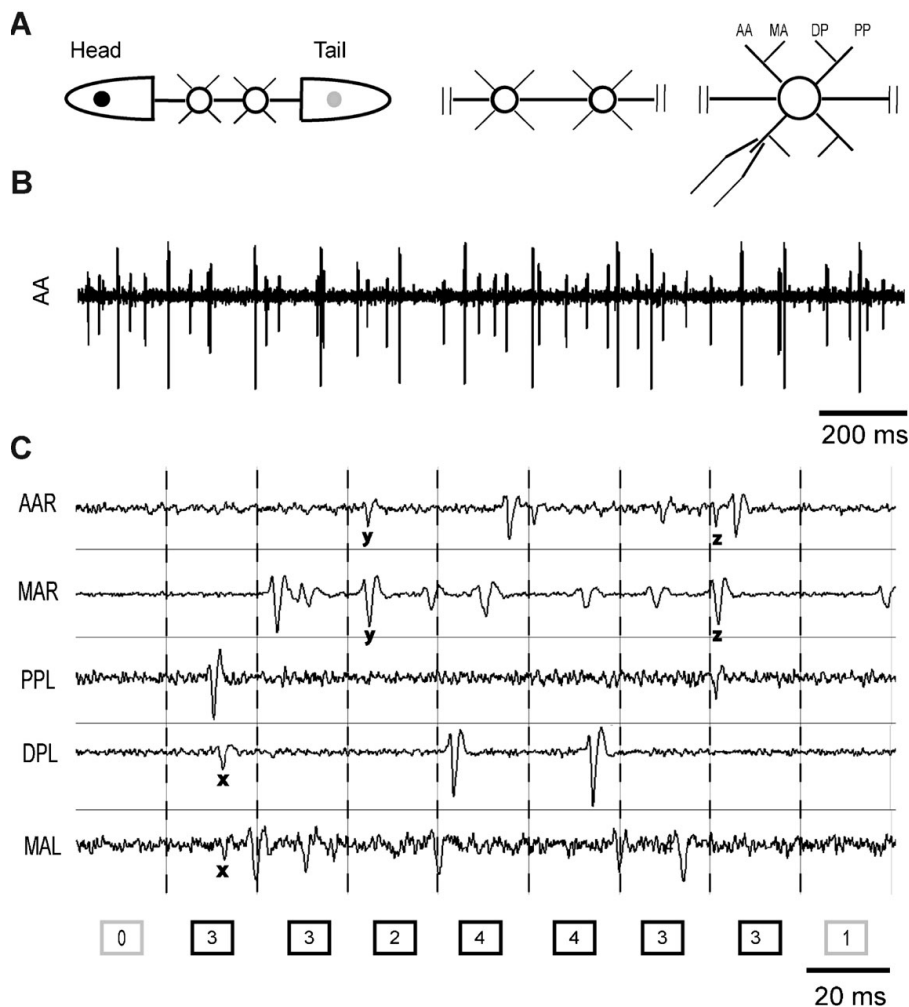 A
Head Tail
AA MA DP PP
B
AA
200 ms
C
AAR
y z
MAR
y z
PPL
DPL
x
MAL
x
0 3 3 2 4 4 3 3 1
20 ms